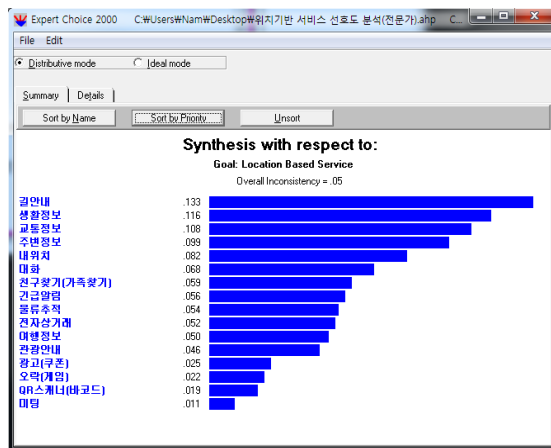 Expert Choice 2000 C:₩Users₩Nam₩Desktop₩위치기반 서비스 선호도 분석(전문가).ahp C...
File Edit
Distributive mode Ideal mode
Summary Details
Sort by Name Sort by Priority Unsort
Synthesis with respect to:
Goal: Location Based Service
Overall Inconsistency = .05
길안내 .133
생활정보 .116
교통정보 .108
주변정보 .099
내위치 .082
대화 .068
친구찾기(가족찾기) .059
긴급알림 .056
물류추적 .054
전자상거래 .052
여행정보 .050
관광안내 .046
광고(쿠폰) .025
오락(게임) .022
QR스케너(바코드) .019
미팅 .011